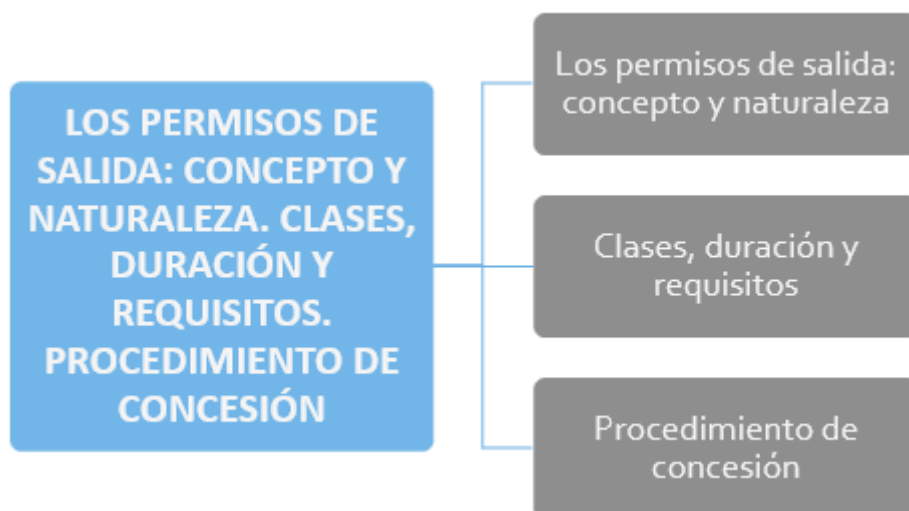 LOS PERMISOS DE
SALIDA: CONCEPTO Y
NATURALEZA. CLASES,
DURACIÓN Y
REQUISITOS.
PROCEDIMIENTO DE
CONCESIÓN
Los permisos de salida:
concepto y naturaleza
Clases, duración y
requisitos
Procedimiento de
concesión